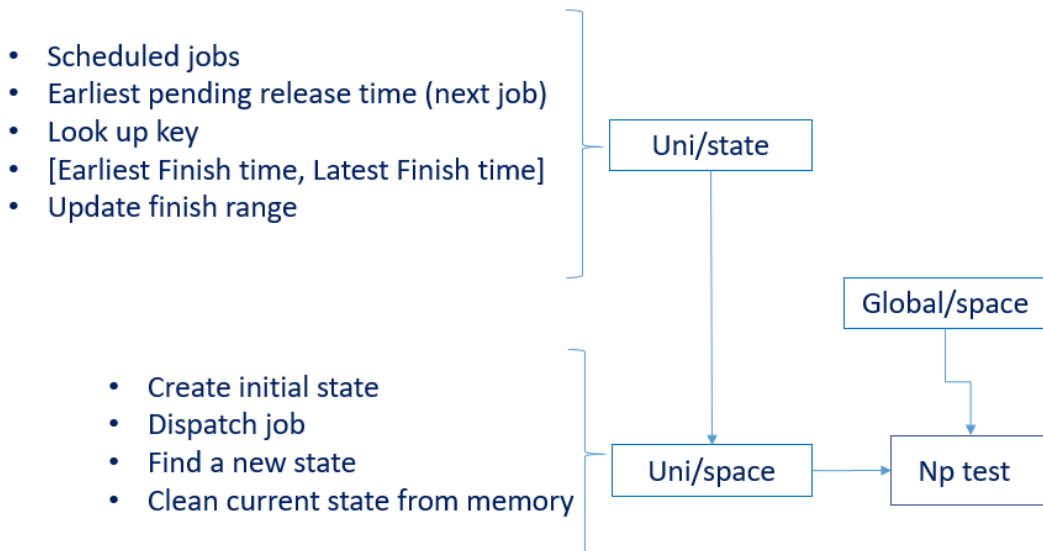 • Scheduled jobs
• Earliest pending release time (next job)
• Look up key
• [Earliest Finish time, Latest Finish time]
• Update finish range
Uni/state
Global/space
• Create initial state
• Dispatch job
• Find a new state
• Clean current state from memory
Uni/space
Np test